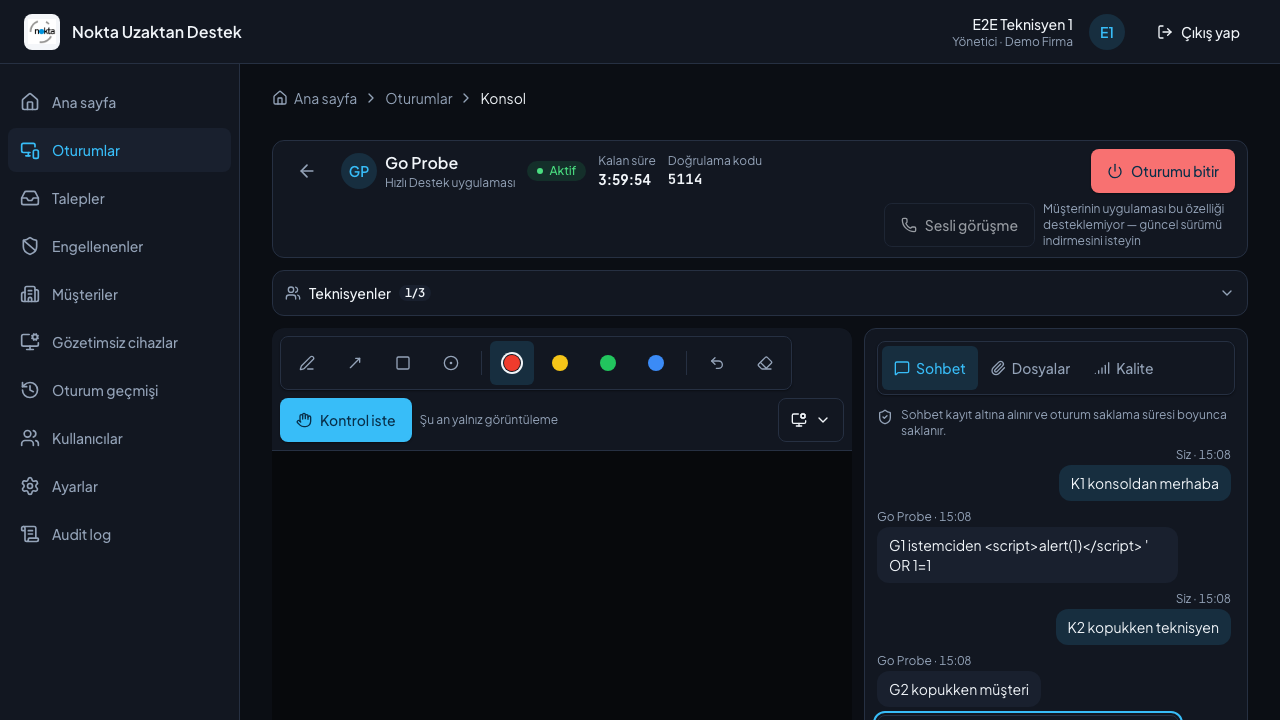 nokta
Nokta Uzaktan Destek
E2E Teknisyen 1
Yönetici · Demo Firma
E1
Çıkış yap
Ana sayfa
Oturumlar
Talepler
Engellenenler
Müşteriler
Gözetimsiz cihazlar
Oturum geçmişi
Kullanıcılar
Ayarlar
Audit log
Ana sayfa
Oturumlar
Konsol
GP
Go Probe
Hızlı Destek uygulaması
Aktif
Kalan süre
3:59:54
Doğrulama kodu
5114
Oturumu bitir
Sesli görüşme
Müşterinin uygulaması bu özelliği
desteklemiyor — güncel sürümü
indirmesini isteyin
Teknisyenler
1/3
Kontrol iste
Şu an yalnız görüntüleme
Sohbet
Dosyalar
Kalite
Sohbet kayıt altına alınır ve oturum saklama süresi boyunca
saklanır.
Siz · 15:08
K1 konsoldan merhaba
Go Probe · 15:08
G1 istemciden <script>alert(1)</script> '
OR 1=1
Siz · 15:08
K2 kopukken teknisyen
Go Probe · 15:08
G2 kopukken müşteri